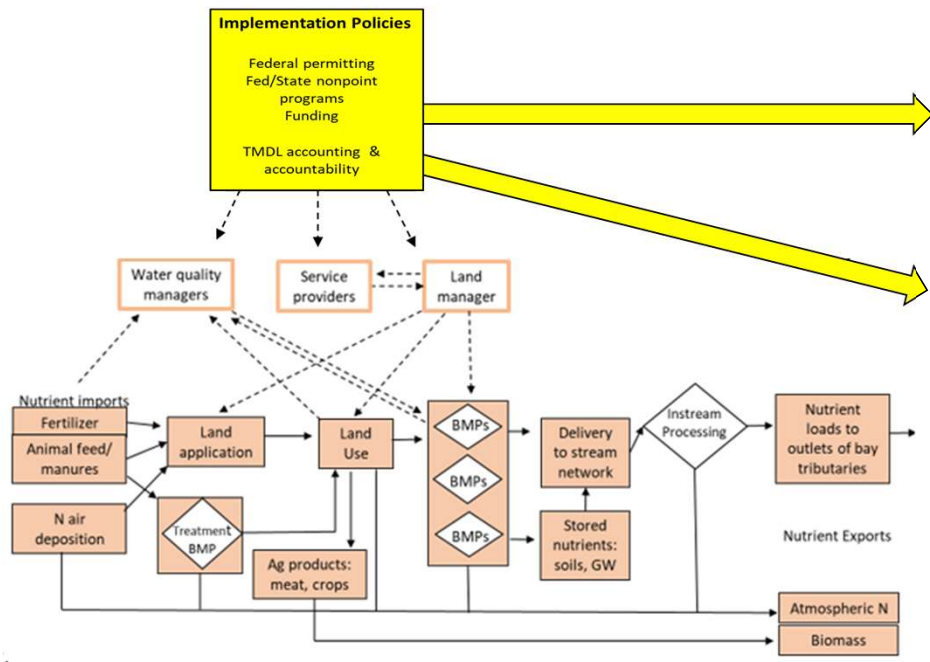 Implementation Policies
Federal permitting
Fed/State nonpoint
programs
Funding
TMDL accounting &
accountability
Water quality
managers
Service
providers
Land
manager
Nutrient imports
Fertilizer
Animal feed/
manures
N air
deposition
Land
application
Treatment
BMP
Land
Use
Ag products:
meat, crops
BMPs
BMPs
BMPs
Delivery
to stream
network
Stored
nutrients:
soils, GW
Instream
Processing
Nutrient
loads to
outlets of bay
tributaries
Nutrient Exports
Atmospheric N
Biomass